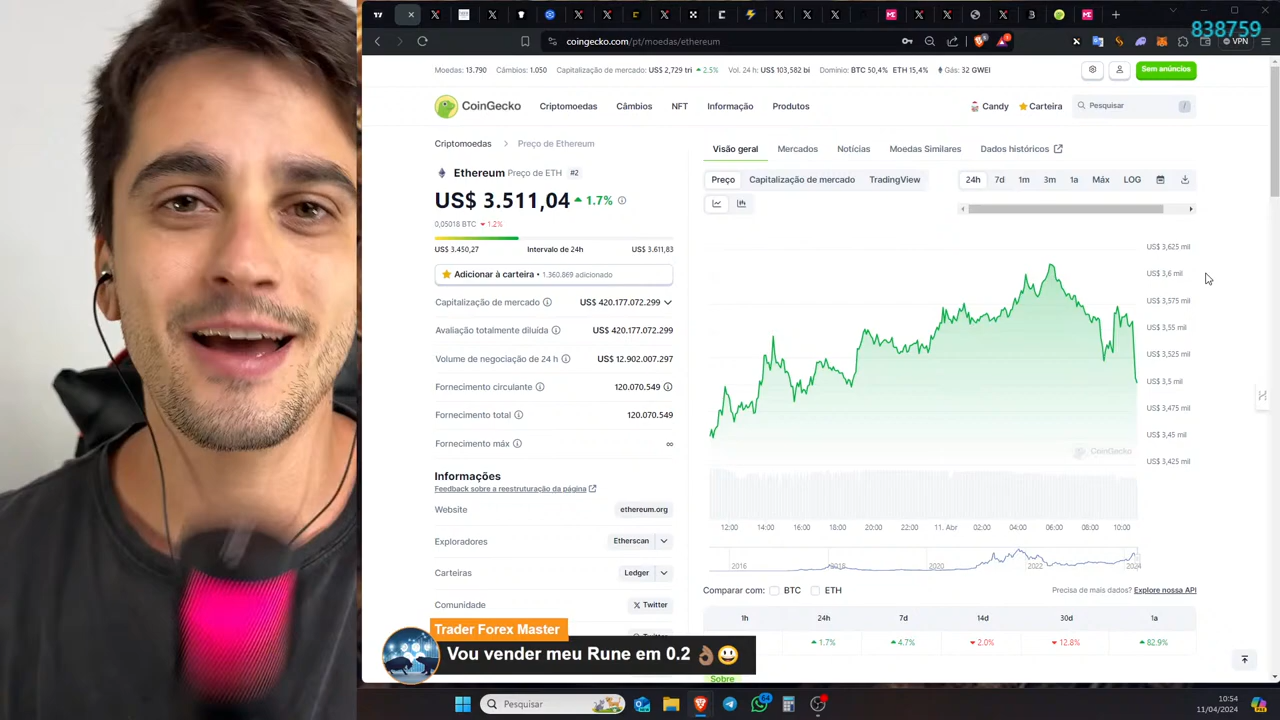 838759
coingecko.com/pt/moedas/ethereum
VPN
Moedas: 13.790 Câmbios: 1.050 Capitalização de mercado: US$ 2,729 tri 2.5% Vol. 24 h: US$ 103,582 bi Domínio: BTC 50,4% ETH 15,4% Gás: 32 GWEI
Sem anúncios
CoinGecko Criptomoedas Câmbios NFT Informação Produtos Candy Carteira Pesquisar /
Criptomoedas > Preço de Ethereum
Visão geral Mercados Notícias Moedas Similares Dados históricos
Ethereum Preço de ETH #2
Preço Capitalização de mercado TradingView 24h 7d 1m 3m 1a Máx LOG
US$ 3.511,04 1.7%
0,05018 BTC 1.2%
US$ 3.450,27 Intervalo de 24h US$ 3.611,83
Adicionar à carteira • 1.360.869 adicionado
Capitalização de mercado US$ 420.177.072.299
Avaliação totalmente diluída US$ 420.177.072.299
Volume de negociação de 24 h US$ 12.902.007.297
Fornecimento circulante 120.070.549
Fornecimento total 120.070.549
Fornecimento máx ∞
Informações
Feedback sobre a reestruturação da página
Website ethereum.org
Exploradores Etherscan
Carteiras Ledger
Comunidade Twitter
US$ 3,625 mil
US$ 3,6 mil
US$ 3,575 mil
US$ 3,55 mil
US$ 3,525 mil
US$ 3,5 mil
US$ 3,475 mil
US$ 3,45 mil
US$ 3,425 mil
CoinGecko
12:00 14:00 16:00 18:00 20:00 22:00 11. Abr 02:00 04:00 06:00 08:00 10:00
2016 2018 2020 2022 2024
Comparar com: BTC ETH Precisa de mais dados? Explore nossa API
1h 24h 7d 14d 30d 1a
1.7% 4.7% 2.0% 12.8% 82.9%
Sobre
Trader Forex Master
Vou vender meu Rune em 0.2
Pesquisar
64
10:54
11/04/2024